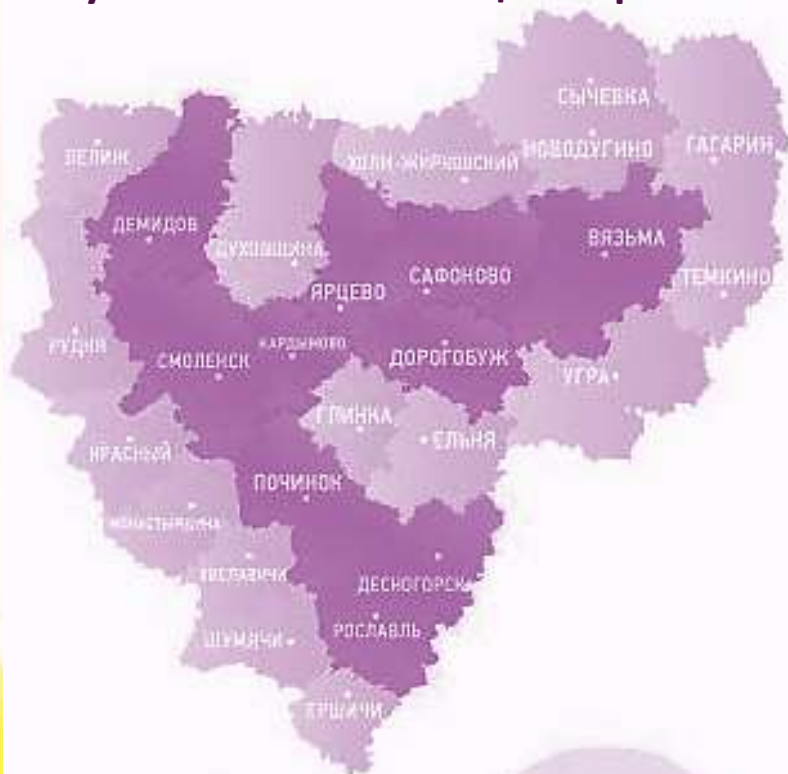 СЫЧЕВКА
НОВОДУГИНО
ГАГАРИН
ХОЛМ-ЖИРКОВСКИЙ
ВЕЛИЖ
ДЕМИДОВ
ДУХОВЩИНА
ВЯЗЬМА
САФОНОВО
ТЕМКИНО
ЯРЦЕВО
РУДНЯ
КАРДЫМОВО
СМОЛЕНСК
ДОРОГОБУЖ
УГРА
ГЛИНКА
ЕЛЬНЯ
КРАСНЫЙ
ПОЧИНОК
МОНАСТЫРЩИНА
ХИСЛАВИЧИ
ДЕСНОГОРСК
РОСЛАВЛЬ
ШУМЯЧИ
ЕРШИЧИ